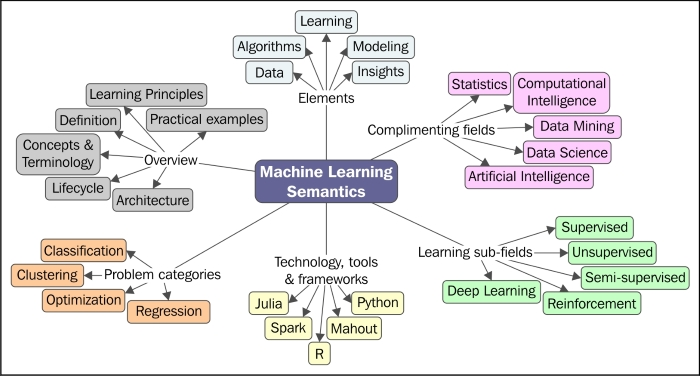 Learning
Algorithms
Modeling
Data
Insights
Elements
Learning Principles
Definition
Practical examples
Concepts &
Terminology
Overview
Lifecycle
Architecture
Statistics
Computational
Intelligence
Complimenting fields
Data Mining
Data Science
Artificial Intelligence
Machine Learning
Semantics
Classification
Clustering
Problem categories
Optimization
Regression
Technology, tools
& frameworks
Julia
Python
Spark
Mahout
R
Learning sub-fields
Supervised
Unsupervised
Semi-supervised
Deep Learning
Reinforcement